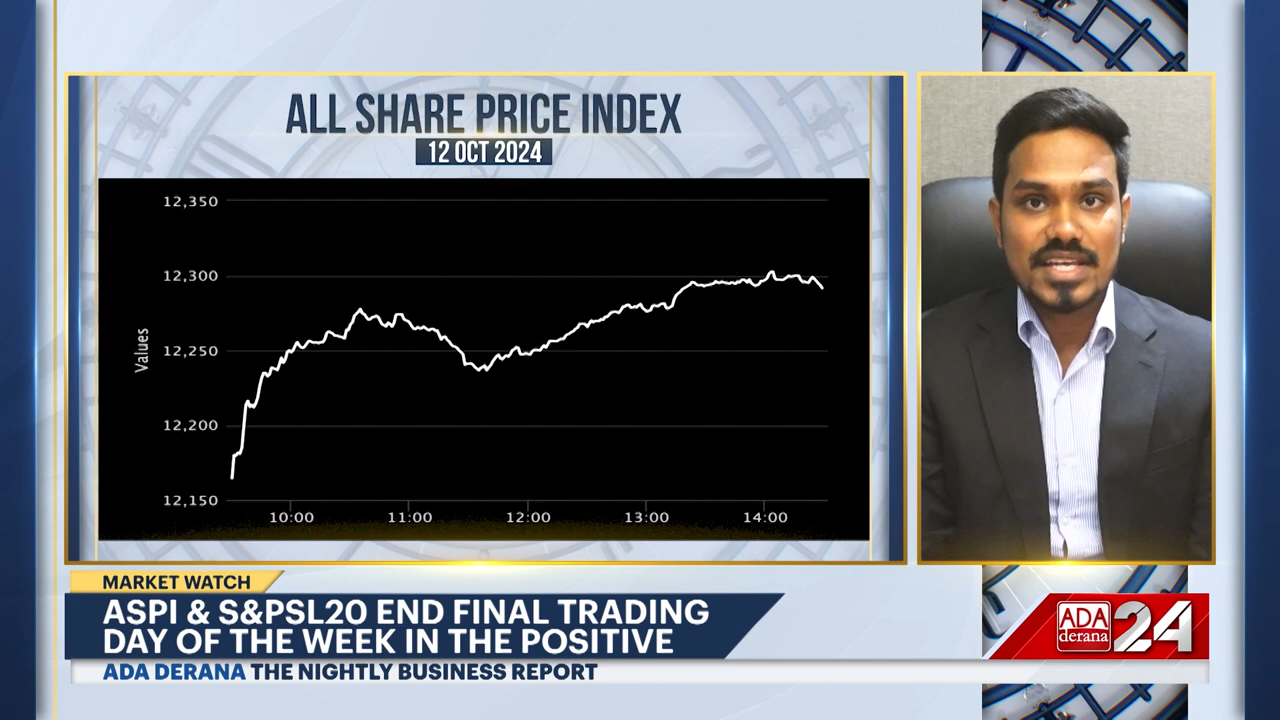 ALL SHARE PRICE INDEX
12 OCT 2024
12,350
12,300
12,250
12,200
12,150
Values
10:00 11:00 12:00 13:00 14:00
MARKET WATCH
ASPI & S&PSL20 END FINAL TRADING
DAY OF THE WEEK IN THE POSITIVE
ADA DERANA THE NIGHTLY BUSINESS REPORT
ADA
derana
24